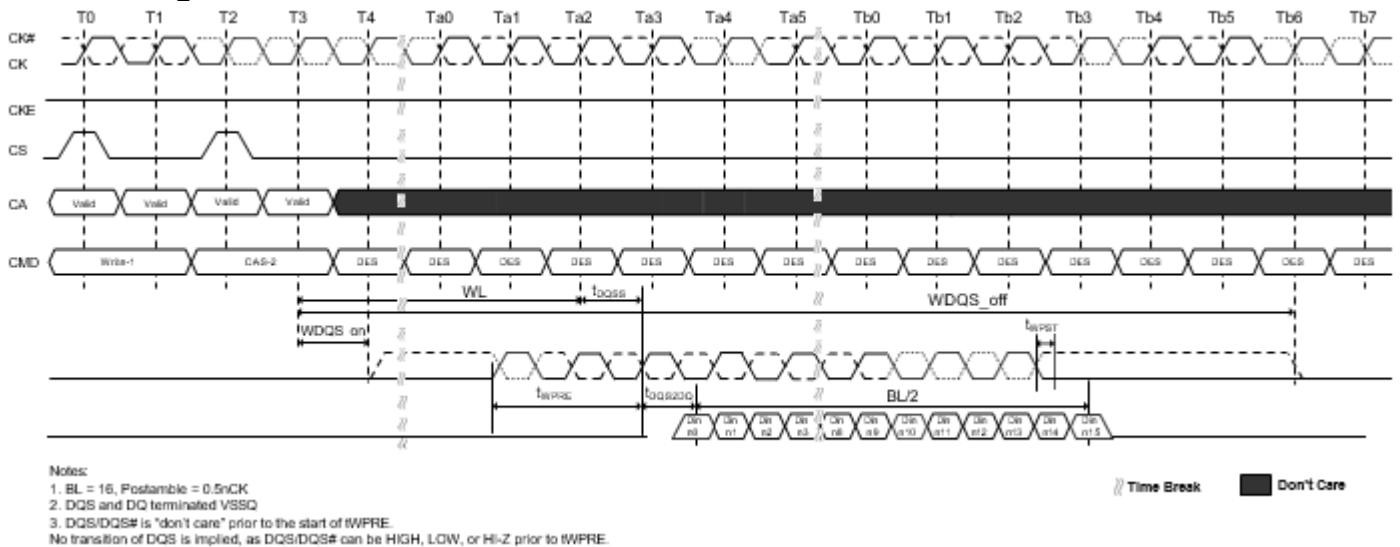 T0 T1 T2 T3 T4 Ta0 Ta1 Ta2 Ta3 Ta4 Ta5 Tb0 Tb1 Tb2 Tb3 Tb4 Tb5 Tb6 Tb7
CK#
CK
CKE
CS
CA Valid Valid Valid Valid
CMD Write-1 CAS-2 DES DES DES DES DES DES DES DES DES DES DES DES DES DES DES
WL tDQSS WDQS_off
WDQS_on tWPST
tWPRE tDQS2DQ BL/2
Din Din Din Din Din Din Din Din Din Din Din Din
n0 n1 n2 n3 n8 n9 n10 n11 n12 n13 n14 n15
Notes:
1. BL = 16, Postamble = 0.5nCK
2. DQS and DQ terminated VSSQ
3. DQS/DQS# is "don't care" prior to the start of tWPRE.
No transition of DQS is implied, as DQS/DQS# can be HIGH, LOW, or HI-Z prior to tWPRE.
Time Break Don't Care